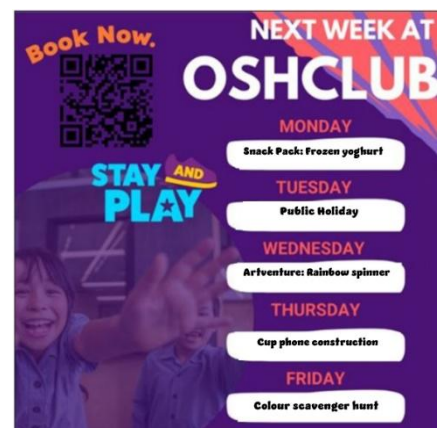 Book Now.
NEXT WEEK AT
OSHCLUB
MONDAY
Snack Pack: Frozen yoghurt
STAY AND
PLAY
TUESDAY
Public Holiday
WEDNESDAY
Artventure: Rainbow spinner
THURSDAY
Cup phone construction
FRIDAY
Colour scavenger hunt